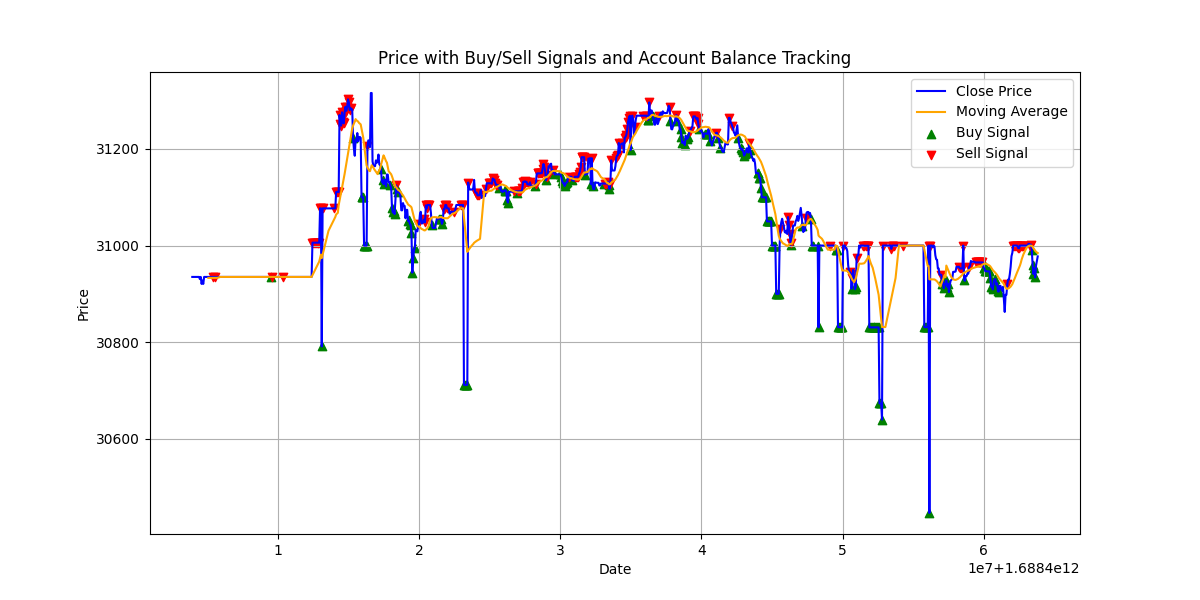 Price with Buy/Sell Signals and Account Balance Tracking
Close Price
Moving Average
Buy Signal
Sell Signal
31200
31000
30800
30600
Price
1 2 3 4 5 6
Date
1e7+1.6884e12